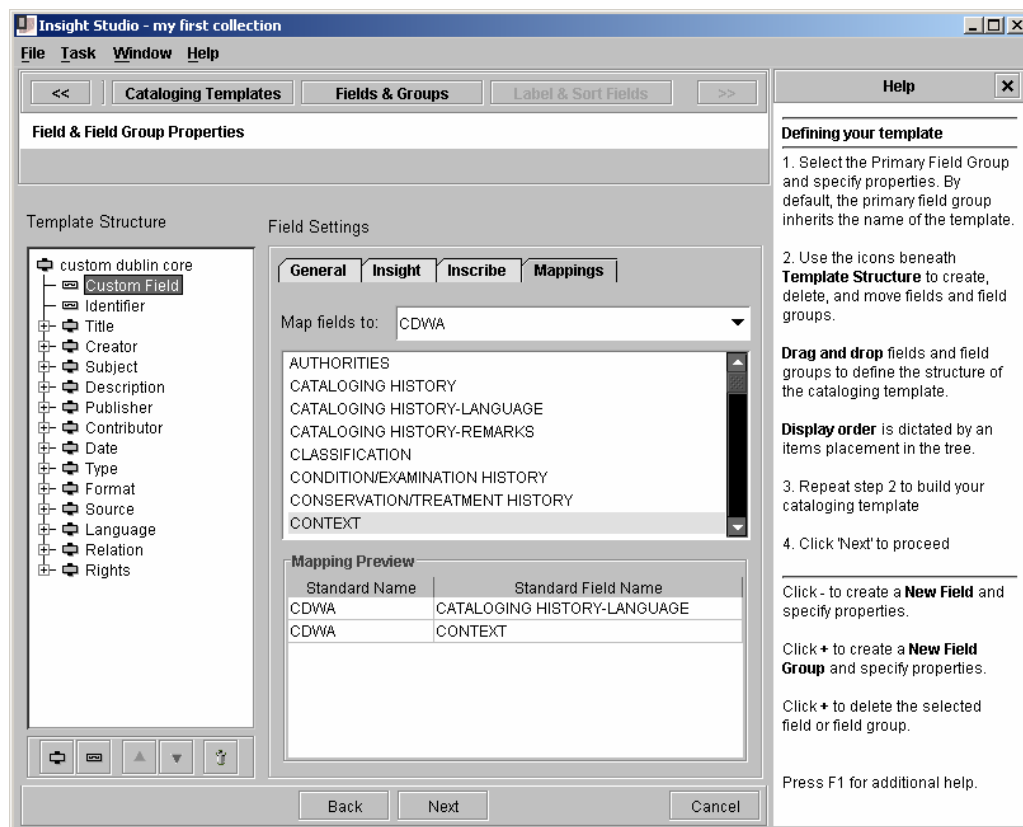 Insight Studio - my first collection
File Task Window Help
<< Cataloging Templates Fields & Groups Label & Sort Fields >>
Field & Field Group Properties
Template Structure
custom dublin core
Custom Field
Identifier
Title
Creator
Subject
Description
Publisher
Contributor
Date
Type
Format
Source
Language
Relation
Rights
Field Settings
General Insight Inscribe Mappings
Map fields to: CDWA
AUTHORITIES
CATALOGING HISTORY
CATALOGING HISTORY-LANGUAGE
CATALOGING HISTORY-REMARKS
CLASSIFICATION
CONDITION/EXAMINATION HISTORY
CONSERVATION/TREATMENT HISTORY
CONTEXT
Mapping Preview
Standard Name Standard Field Name
CDWA CATALOGING HISTORY-LANGUAGE
CDWA CONTEXT
Back Next Cancel
Help
Defining your template
1. Select the Primary Field Group
and specify properties. By
default, the primary field group
inherits the name of the template.
2. Use the icons beneath
Template Structure to create,
delete, and move fields and field
groups.
Drag and drop fields and field
groups to define the structure of
the cataloging template.
Display order is dictated by an
items placement in the tree.
3. Repeat step 2 to build your
cataloging template
4. Click 'Next' to proceed
Click - to create a New Field and
specify properties.
Click + to create a New Field
Group and specify properties.
Click + to delete the selected
field or field group.
Press F1 for additional help.